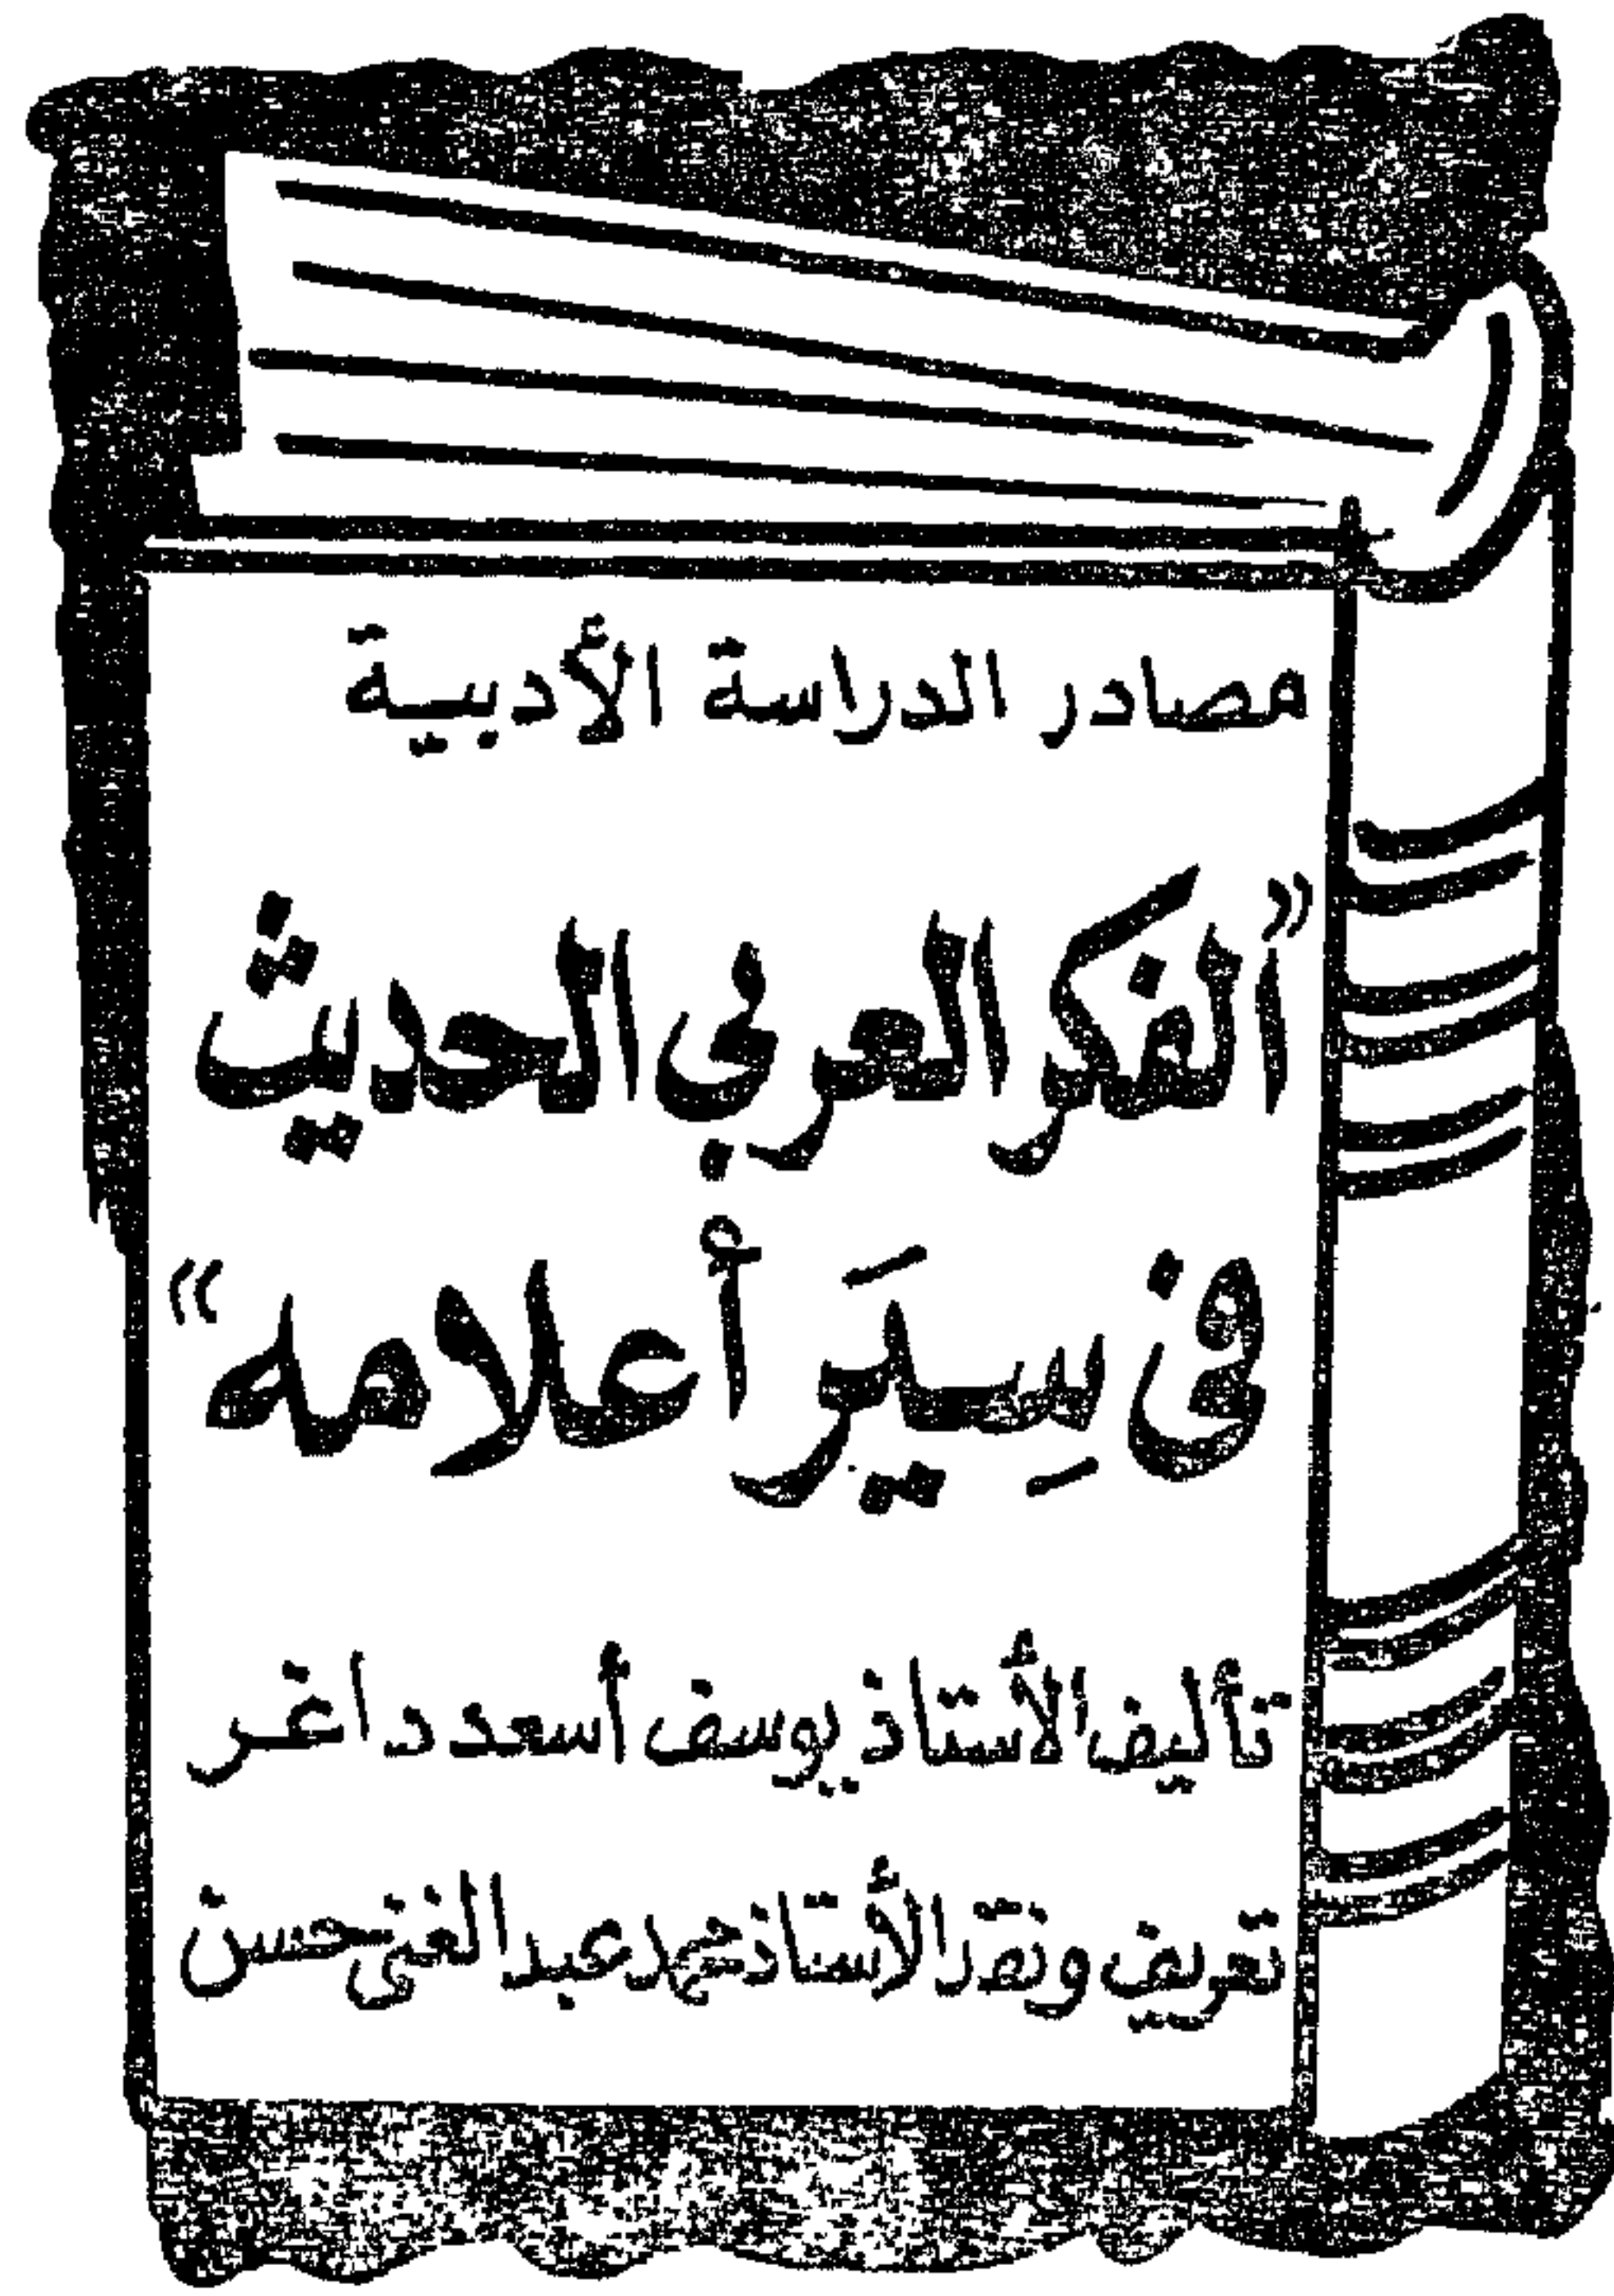 مصادر الدراسة الأدبية
"الفكر العربي الحديث
في سِيَر أعلامه"
تأليف الأستاذ يوسف أسعد داغر
تعريف ونقد الأستاذ محمد عبد الغني حسن